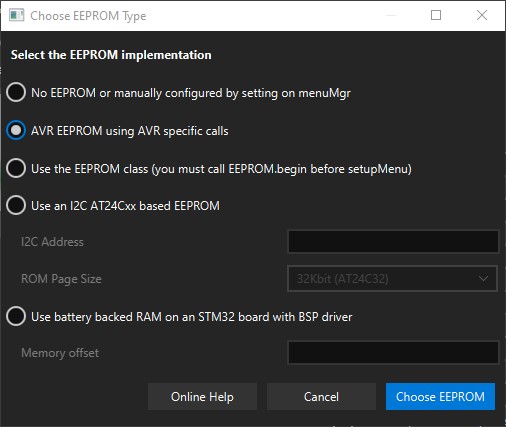 Choose EEPROM Type
Select the EEPROM implementation
No EEPROM or manually configured by setting on menuMgr
AVR EEPROM using AVR specific calls
Use the EEPROM class (you must call EEPROM.begin before setupMenu)
Use an I2C AT24Cxx based EEPROM
I2C Address
ROM Page Size
32Kbit (AT24C32)
Use battery backed RAM on an STM32 board with BSP driver
Memory offset
Online Help
Cancel
Choose EEPROM